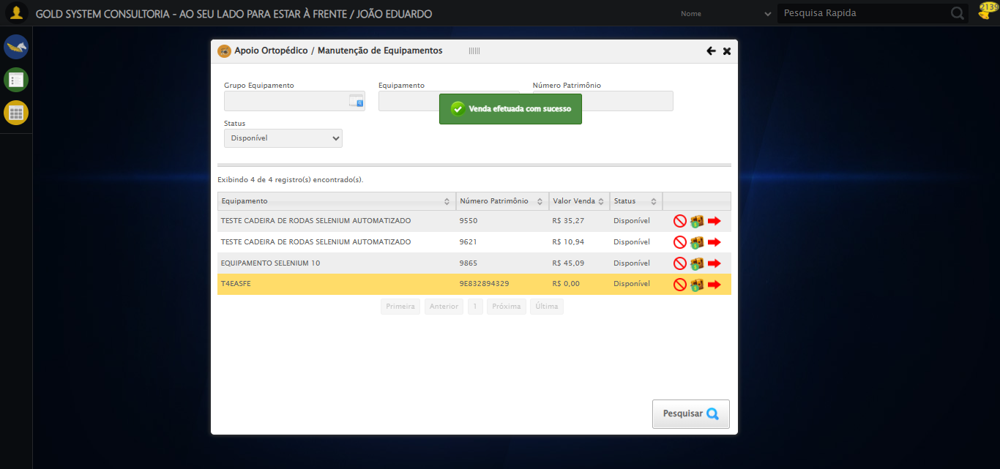 GOLD SYSTEM CONSULTORIA - AO SEU LADO PARA ESTAR À FRENTE / JOÃO EDUARDO
Nome
Pesquisa Rapida
2139
Apoio Ortopédico / Manutenção de Equipamentos
Grupo Equipamento
Equipamento
Número Patrimônio
Venda efetuada com sucesso
Status
Disponível
Exibindo 4 de 4 registro(s) encontrado(s).
Equipamento Número Patrimônio Valor Venda Status
TESTE CADEIRA DE RODAS SELENIUM AUTOMATIZADO 9550 R$ 35,27 Disponível
TESTE CADEIRA DE RODAS SELENIUM AUTOMATIZADO 9621 R$ 10,94 Disponível
EQUIPAMENTO SELENIUM 10 9865 R$ 45,09 Disponível
T4EASFE 9E832894329 R$ 0,00 Disponível
Primeira Anterior 1 Próxima Última
Pesquisar